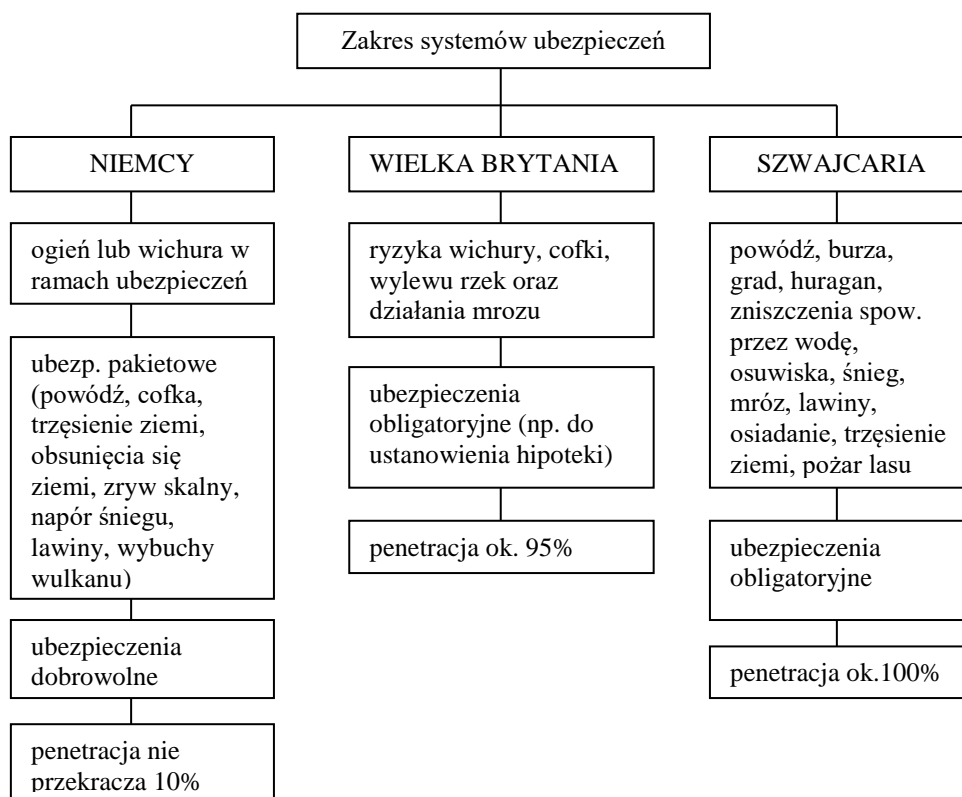 Zakres systemów ubezpieczeń
NIEMCY
ogień lub wichura w
ramach ubezpieczeń
ubezp. pakietowe
(powódź, cofka,
trzęsienie ziemi,
obsunięcia się
ziemi, zryw skalny,
napór śniegu,
lawiny, wybuchy
wulkanu)
ubezpieczenia
dobrowolne
penetracja nie
przekracza 10%
WIELKA BRYTANIA
ryzyka wichury, cofki,
wylewu rzek oraz
działania mrozu
ubezpieczenia
obligatoryjne (np. do
ustanowienia hipoteki)
penetracja ok. 95%
SZWAJCARIA
powódź, burza,
grad, huragan,
zniszczenia spow.
przez wodę,
osuwiska, śnieg,
mróz, lawiny,
osiadanie, trzęsienie
ziemi, pożar lasu
ubezpieczenia
obligatoryjne
penetracja ok.100%